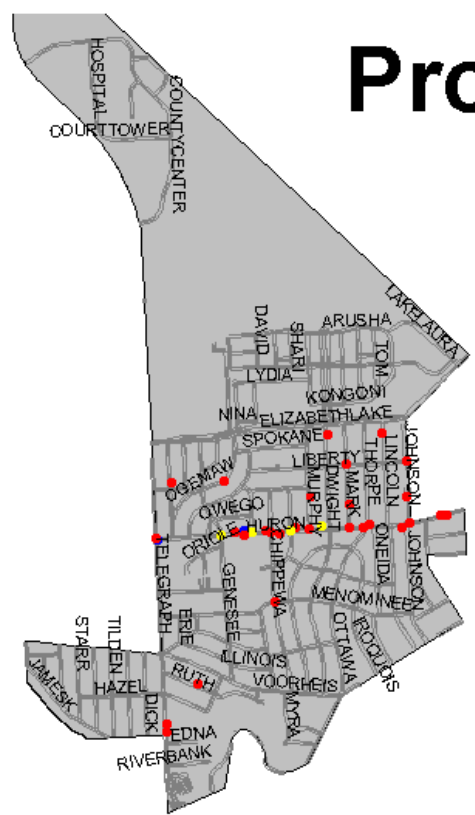 Pro
HOSPITAL
COUNTYCENTER
COURTTOWER
LAKELAURA
ARUSHA
DAVID
SHARI
TOM
LYDIA
KONGONI
NINA
ELIZABETHLAKE
SPOKANE
LINCOLN
JOHNSON
THORPE
LIBERTY
DWIGHT
MARK
MURPHY
OGEMAW
OWEGO
ORIOLE
HURON
TELEGRAPH
HIPPEWA
ONEIDA
JOHNSON
GENESEE
MENOMINEE
ERIE
OTTAWA
IROQUOIS
ILLINOIS
STARR
TILDEN
RUTH
VOORHEIS
JAMESK
HAZEL
DICK
MYRA
EDNA
RIVERBANK